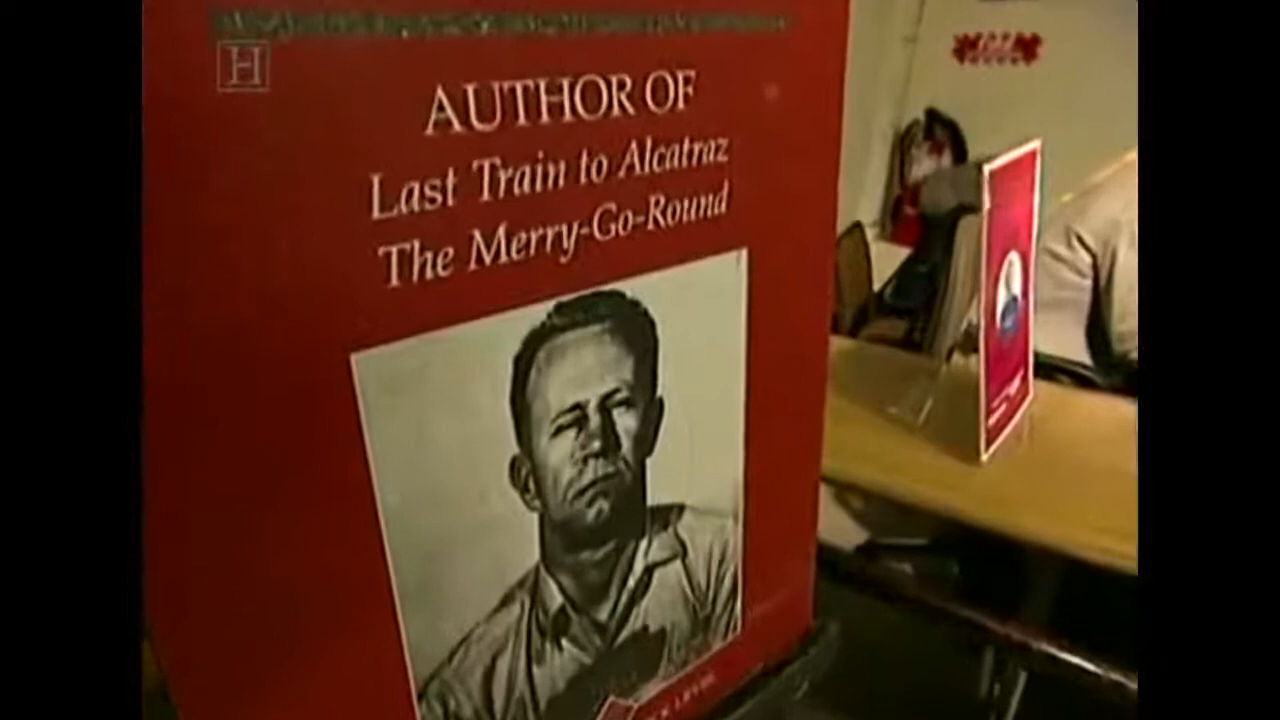 H
AUTHOR OF
Last Train to Alcatraz
The Merry-Go-Round